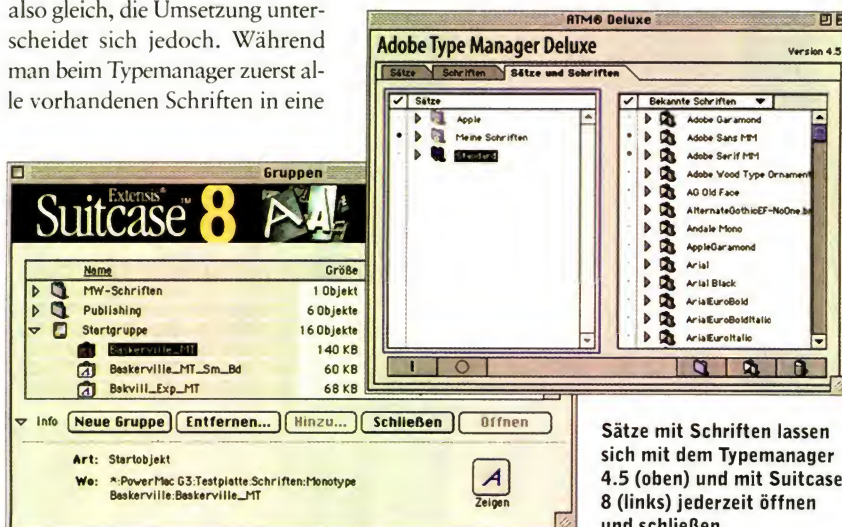 also gleich, die Umsetzung unter-
scheidet sich jedoch. Während
man beim Typemanager zuerst al-
le vorhandenen Schriften in eine
ATM® Deluxe
Adobe Type Manager Deluxe
Version 4.5
Sätze
Schriften
Sätze und Schriften
Sätze
Apple
Meine Schriften
Standard
Bekannte Schriften
Adobe Garamond
Adobe Sans MM
Adobe Serif MM
Adobe Wood Type Ornament
AG Old Face
AlternateGothicEF-NoOne.b
Andale Mono
AppleGaramond
Arial
Arial Black
ArialEuroBold
ArialEuroBoldItalic
ArialEuroItalic
Gruppen
Extensis®
Suitcase™ 8
Name
Größe
MW-Schriften
1 Objekt
Publishing
6 Objekte
Startgruppe
16 Objekte
Baskerville_MT
140 KB
Baskerville_MT_Sm_Bd
60 KB
Bskvill_Exp_MT
68 KB
Info
Neue Gruppe
Entfernen...
Hinzu...
Schließen
Öffnen
Art: Startobjekt
Wo: *:PowerMac G3:Testplatte:Schriften:Monotype
Baskerville:Baskerville_MT
Zeigen
Sätze mit Schriften lassen
sich mit dem Typemanager
4.5 (oben) und mit Suitcase
8 (links) jederzeit öffnen
und schließen